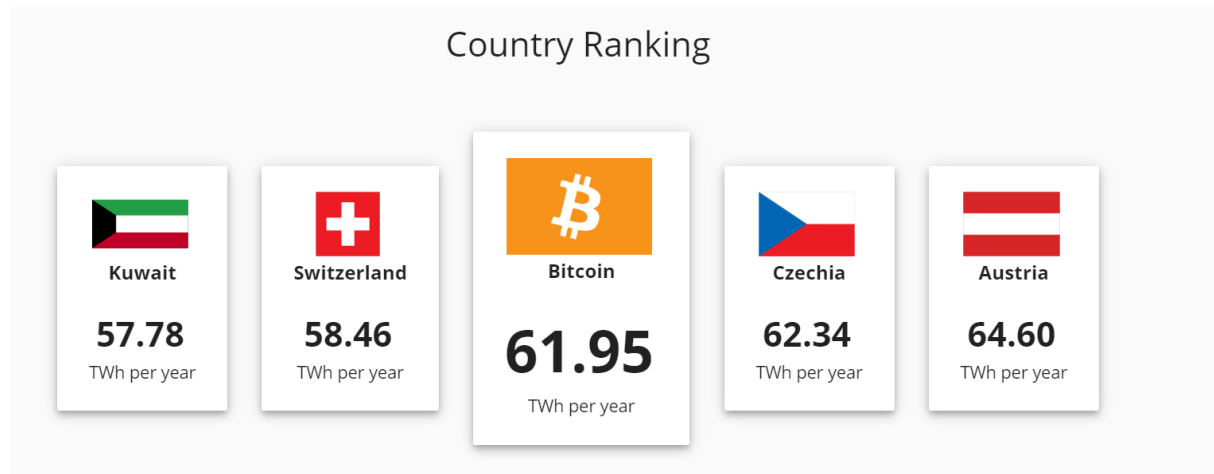 Country Ranking
Kuwait
57.78
TWh per year
Switzerland
58.46
TWh per year
Bitcoin
61.95
TWh per year
Czechia
62.34
TWh per year
Austria
64.60
TWh per year